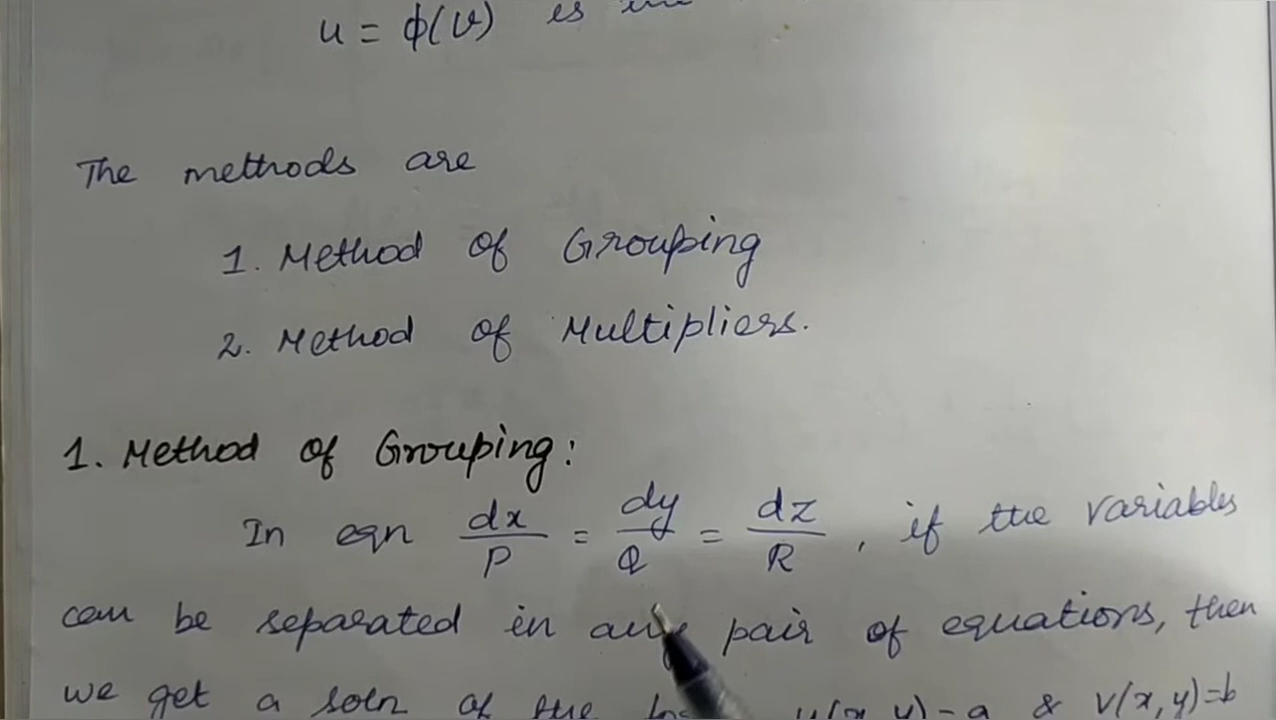 u = ϕ(v) is the
The methods are
1. Method of Grouping
2. Method of Multipliers.
1. Method of Grouping:
In eqn dx/P = dy/Q = dz/R , if the variables
can be separated in any pair of equations, then
we get a soln of the u(x, y) = a & v(x, y) = b